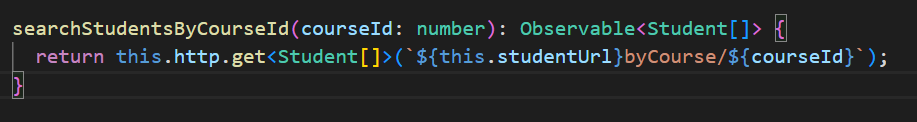 searchStudentsByCourseId(courseId: number): Observable<Student[]> {
  return this.http.get<Student[]>(`${this.studentUrl}byCourse/${courseId}`);
}